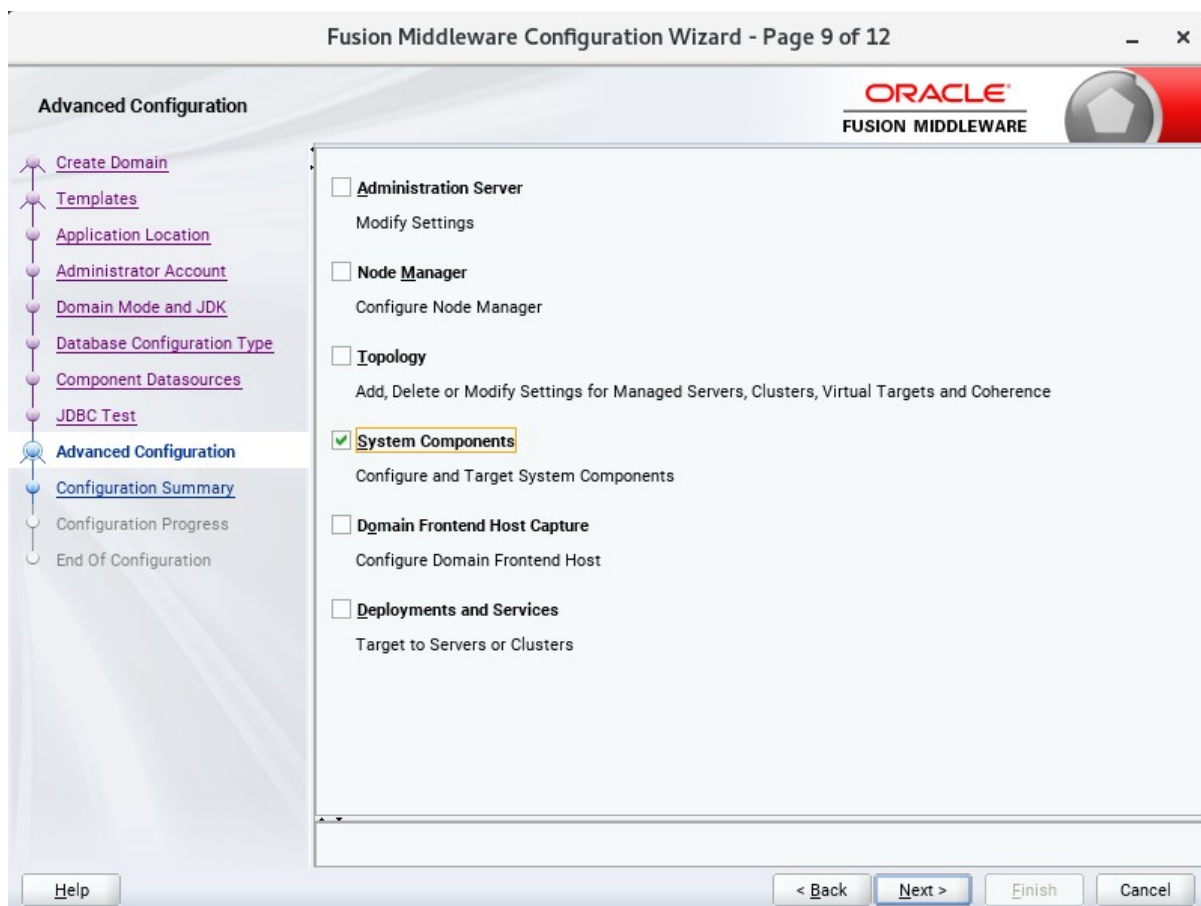 Fusion Middleware Configuration Wizard - Page 9 of 12
Advanced Configuration
ORACLE
FUSION MIDDLEWARE
Create Domain
Templates
Application Location
Administrator Account
Domain Mode and JDK
Database Configuration Type
Component Datasources
JDBC Test
Advanced Configuration
Configuration Summary
Configuration Progress
End Of Configuration
Administration Server
Modify Settings
Node Manager
Configure Node Manager
Topology
Add, Delete or Modify Settings for Managed Servers, Clusters, Virtual Targets and Coherence
System Components
Configure and Target System Components
Domain Frontend Host Capture
Configure Domain Frontend Host
Deployments and Services
Target to Servers or Clusters
Help
< Back
Next >
Finish
Cancel